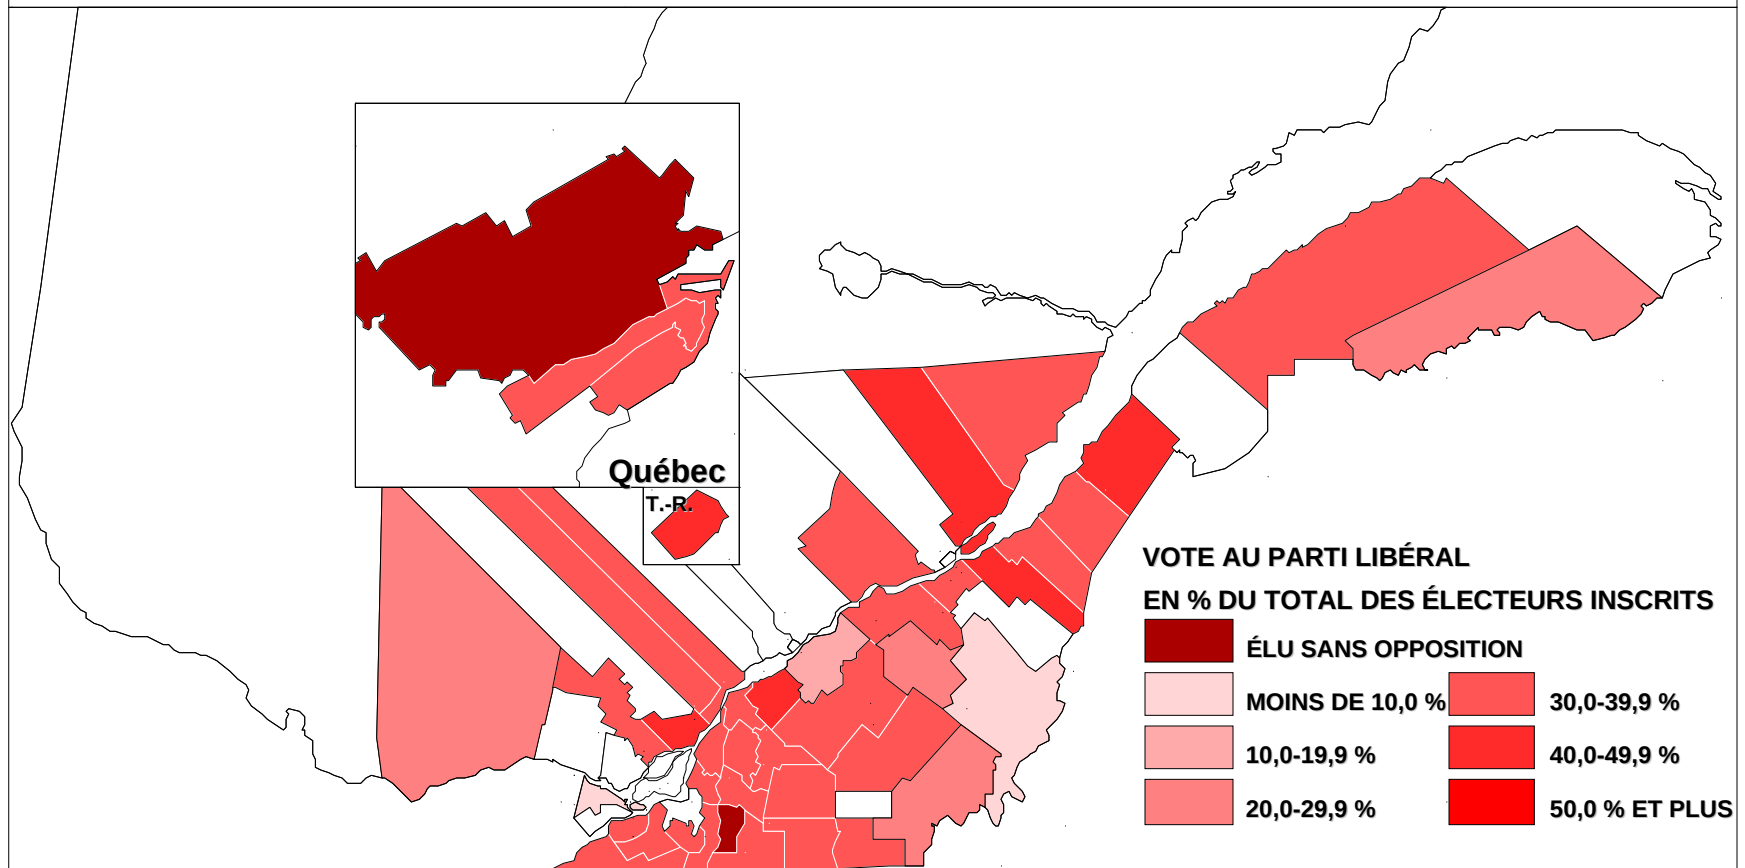 Québec
T.-R.
VOTE AU PARTI LIBÉRAL
EN % DU TOTAL DES ÉLECTEURS INSCRITS
ÉLU SANS OPPOSITION
MOINS DE 10,0 %
30,0-39,9 %
10,0-19,9 %
40,0-49,9 %
20,0-29,9 %
50,0 % ET PLUS